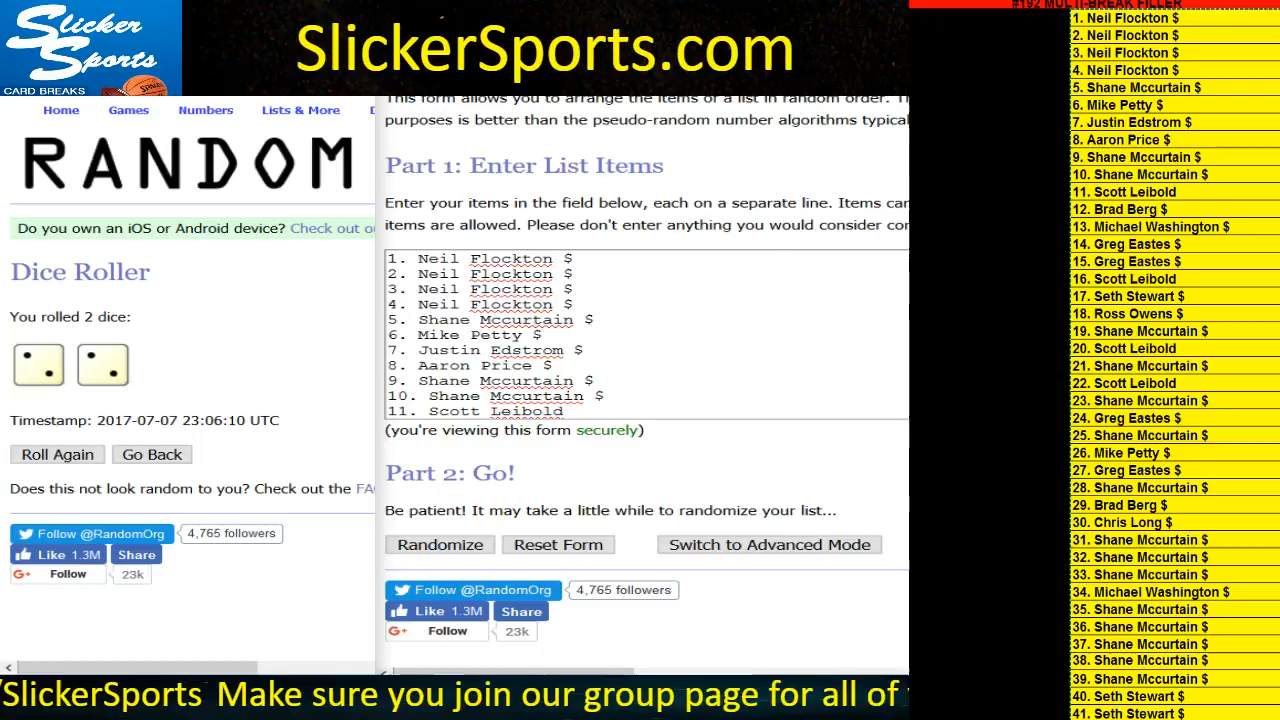 Slicker
Sports
CARD BREAKS
SlickerSports.com
#192 MULTI-BREAK FILLER
Home Games Numbers Lists & More
RANDOM
Do you own an iOS or Android device? Check out
Dice Roller
You rolled 2 dice:
Timestamp: 2017-07-07 23:06:10 UTC
Roll Again Go Back
Does this not look random to you? Check out the
Follow @RandomOrg 4,765 followers
Like 1.3M Share
G+ Follow 23k
This form allows you to arrange the items of a list in random order.
purposes is better than the pseudo-random number algorithms typical
Part 1: Enter List Items
Enter your items in the field below, each on a separate line. Items can
items are allowed. Please don't enter anything you would consider
1. Neil Flockton $
2. Neil Flockton $
3. Neil Flockton $
4. Neil Flockton $
5. Shane Mccurtain $
6. Mike Petty $
7. Justin Edstrom $
8. Aaron Price $
9. Shane Mccurtain $
10. Shane Mccurtain $
11. Scott Leibold
(you're viewing this form securely)
Part 2: Go!
Be patient! It may take a little while to randomize your list...
Randomize Reset Form Switch to Advanced Mode
Follow @RandomOrg 4,765 followers
Like 1.3M Share
G+ Follow 23k
1. Neil Flockton $
2. Neil Flockton $
3. Neil Flockton $
4. Neil Flockton $
5. Shane Mccurtain $
6. Mike Petty $
7. Justin Edstrom $
8. Aaron Price $
9. Shane Mccurtain $
10. Shane Mccurtain $
11. Scott Leibold
12. Brad Berg $
13. Michael Washington $
14. Greg Eastes $
15. Greg Eastes $
16. Scott Leibold
17. Seth Stewart $
18. Ross Owens $
19. Shane Mccurtain $
20. Scott Leibold
21. Shane Mccurtain $
22. Scott Leibold
23. Shane Mccurtain $
24. Greg Eastes $
25. Shane Mccurtain $
26. Mike Petty $
27. Greg Eastes $
28. Shane Mccurtain $
29. Brad Berg $
30. Chris Long $
31. Shane Mccurtain $
32. Shane Mccurtain $
33. Shane Mccurtain $
34. Michael Washington $
35. Shane Mccurtain $
36. Shane Mccurtain $
37. Shane Mccurtain $
38. Shane Mccurtain $
39. Shane Mccurtain $
40. Seth Stewart $
41. Seth Stewart $
/SlickerSports Make sure you join our group page for all of